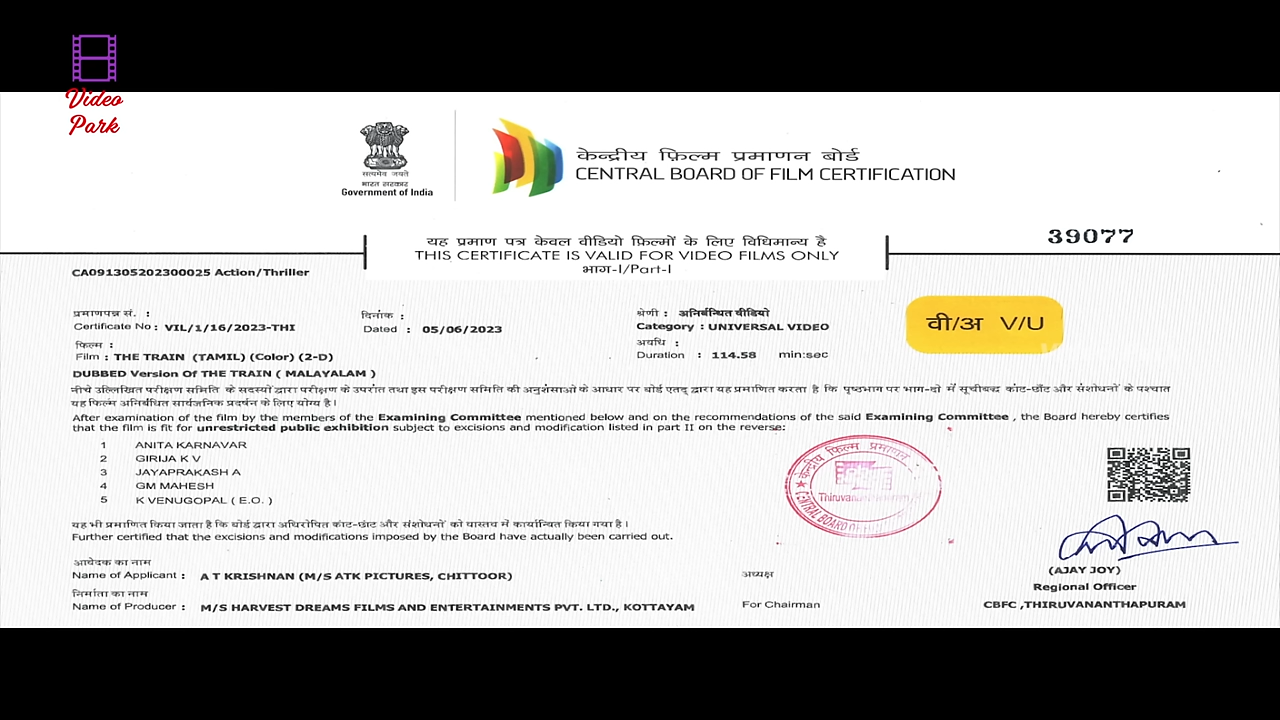 Video
Park
सत्यमेव जयते
भारत सरकार
Government of India
केन्द्रीय फ़िल्म प्रमाणन बोर्ड
CENTRAL BOARD OF FILM CERTIFICATION
39077
यह प्रमाण पत्र केवल वीडियो फ़िल्मों के लिए विधिमान्य है
THIS CERTIFICATE IS VALID FOR VIDEO FILMS ONLY
भाग-I/Part-I
CA091305202300025 Action/Thriller
प्रमाणपत्र सं. :
Certificate No : VIL/1/16/2023-THI
दिनांक :
Dated : 05/06/2023
श्रेणी : अनिर्बन्धित वीडियो
Category : UNIVERSAL VIDEO
वी/अ V/U
फिल्म :
Film : THE TRAIN (TAMIL) (Color) (2-D)
अवधि :
Duration : 114.58 min:sec
DUBBED Version Of THE TRAIN ( MALAYALAM )
नीचे उल्लिखित परीक्षण समिति के सदस्यों द्वारा परीक्षण के उपरांत तथा इस परीक्षण समिति की अनुशंसाओं के आधार पर बोर्ड एतद् द्वारा यह प्रमाणित करता है कि पृष्ठभाग पर भाग-दो में सूचीबद्ध कांट-छाँट और संशोधनों के पश्चात
यह फिल्म अनिर्बंधित सार्वजनिक प्रदर्शन के लिए योग्य है।
After examination of the film by the members of the Examining Committee mentioned below and on the recommendations of the said Examining Committee , the Board hereby certifies
that the film is fit for unrestricted public exhibition subject to excisions and modification listed in part II on the reverse:
1 ANITA KARNAVAR
2 GIRIJA K V
3 JAYAPRAKASH A
4 GM MAHESH
5 K VENUGOPAL ( E.O. )
केन्द्रीय फिल्म प्रमाणन
CENTRAL BOARD OF
यह भी प्रमाणित किया जाता है कि बोर्ड द्वारा अधिरोपित कांट-छांट और संशोधनों को वास्तव में कार्यान्वित किया गया है।
Further certified that the excisions and modifications imposed by the Board have actually been carried out.
आवेदक का नाम
Name of Applicant : A T KRISHNAN (M/S ATK PICTURES, CHITTOOR)
निर्माता का नाम
Name of Producer : M/S HARVEST DREAMS FILMS AND ENTERTAINMENTS PVT. LTD., KOTTAYAM
अध्यक्ष
For Chairman
(AJAY JOY)
Regional Officer
CBFC ,THIRUVANANTHAPURAM